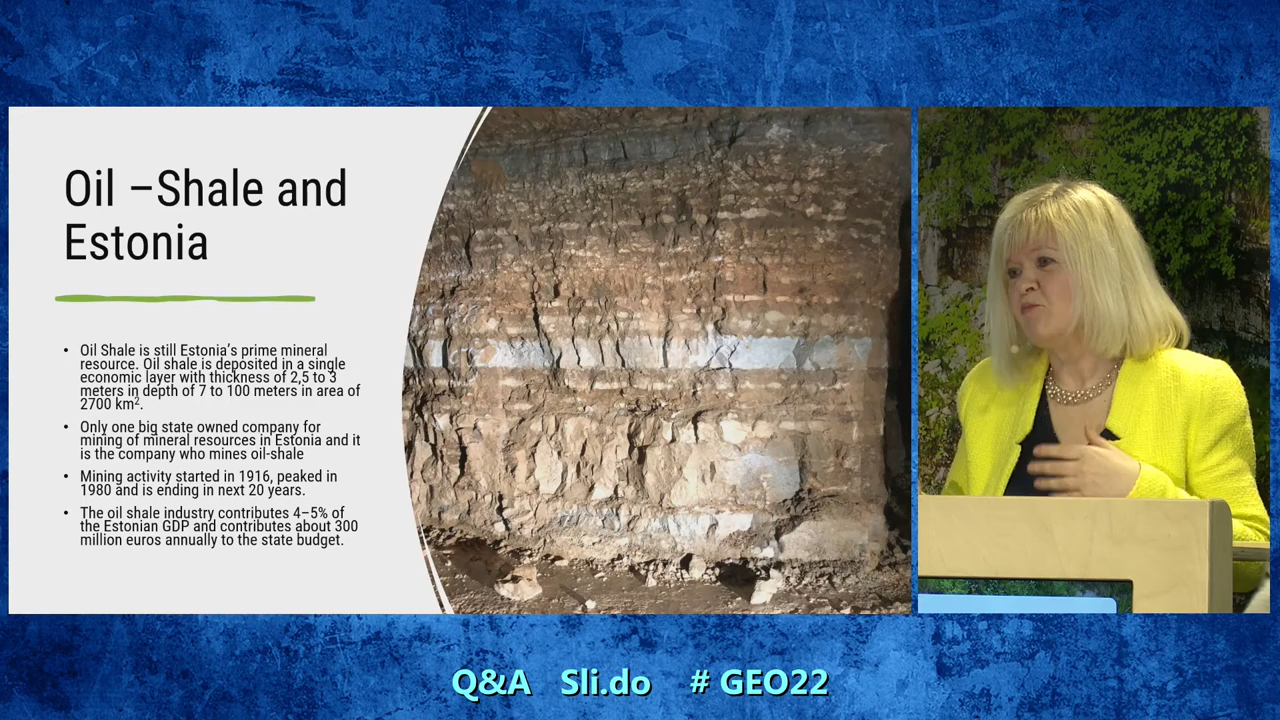 Oil –Shale and
Estonia
• Oil Shale is still Estonia's prime mineral
resource. Oil shale is deposited in a single
economic layer with thickness of 2,5 to 3
meters in depth of 7 to 100 meters in area of
2700 km².
• Only one big state owned company for
mining of mineral resources in Estonia and it
is the company who mines oil-shale
• Mining activity started in 1916, peaked in
1980 and is ending in next 20 years.
• The oil shale industry contributes 4–5% of
the Estonian GDP and contributes about 300
million euros annually to the state budget.
Q&A Sli.do # GEO22